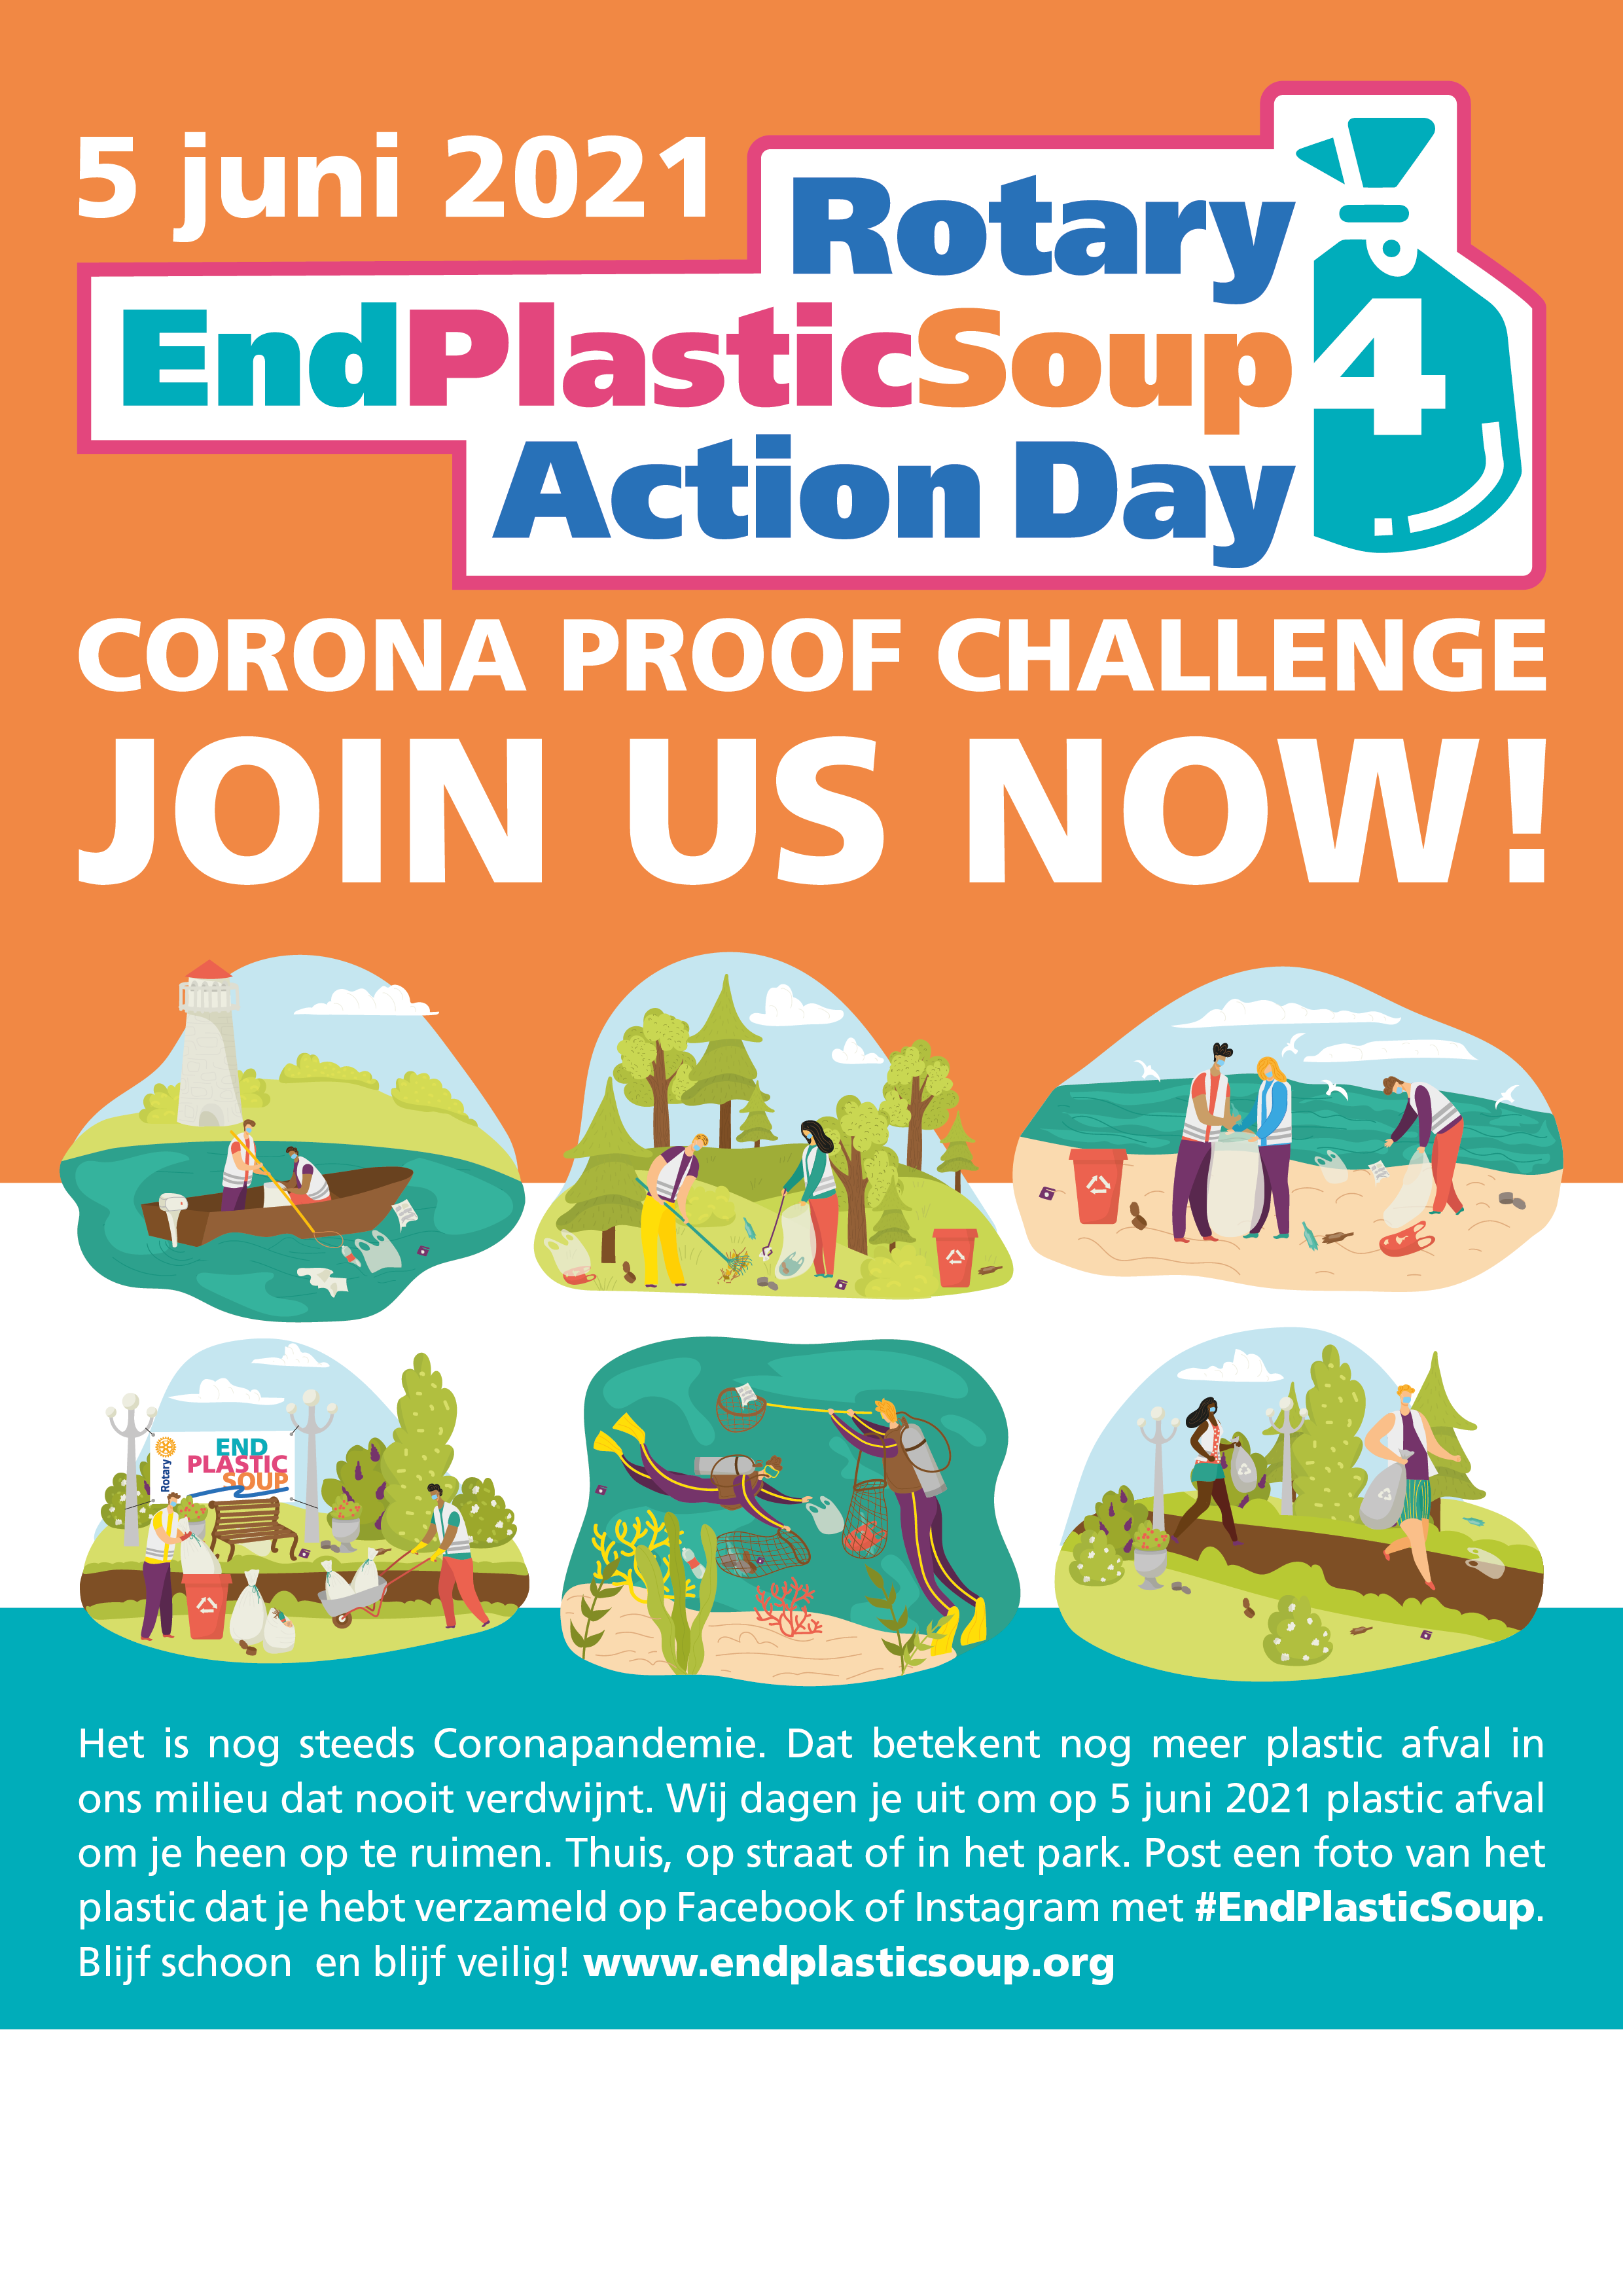 5 juni 2021
Rotary
EndPlasticSoup
Action Day
4
CORONA PROOF CHALLENGE
JOIN US NOW!
Rotary
END
PLASTIC
SOUP
Het is nog steeds Coronapandemie. Dat betekent nog meer plastic afval in
ons milieu dat nooit verdwijnt. Wij dagen je uit om op 5 juni 2021 plastic afval
om je heen op te ruimen. Thuis, op straat of in het park. Post een foto van het
plastic dat je hebt verzameld op Facebook of Instagram met #EndPlasticSoup.
Blijf schoon en blijf veilig! www.endplasticsoup.org